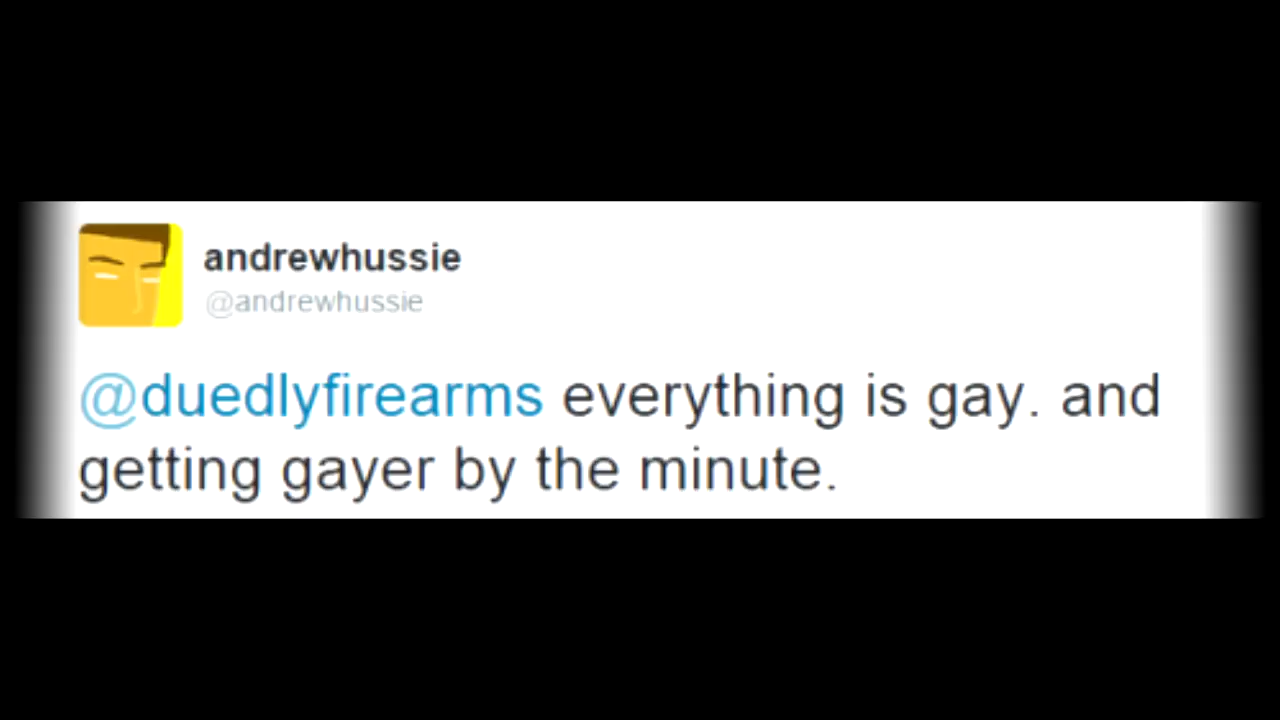 andrewhussie
@andrewhussie
@duedlyfirearms everything is gay. and
getting gayer by the minute.